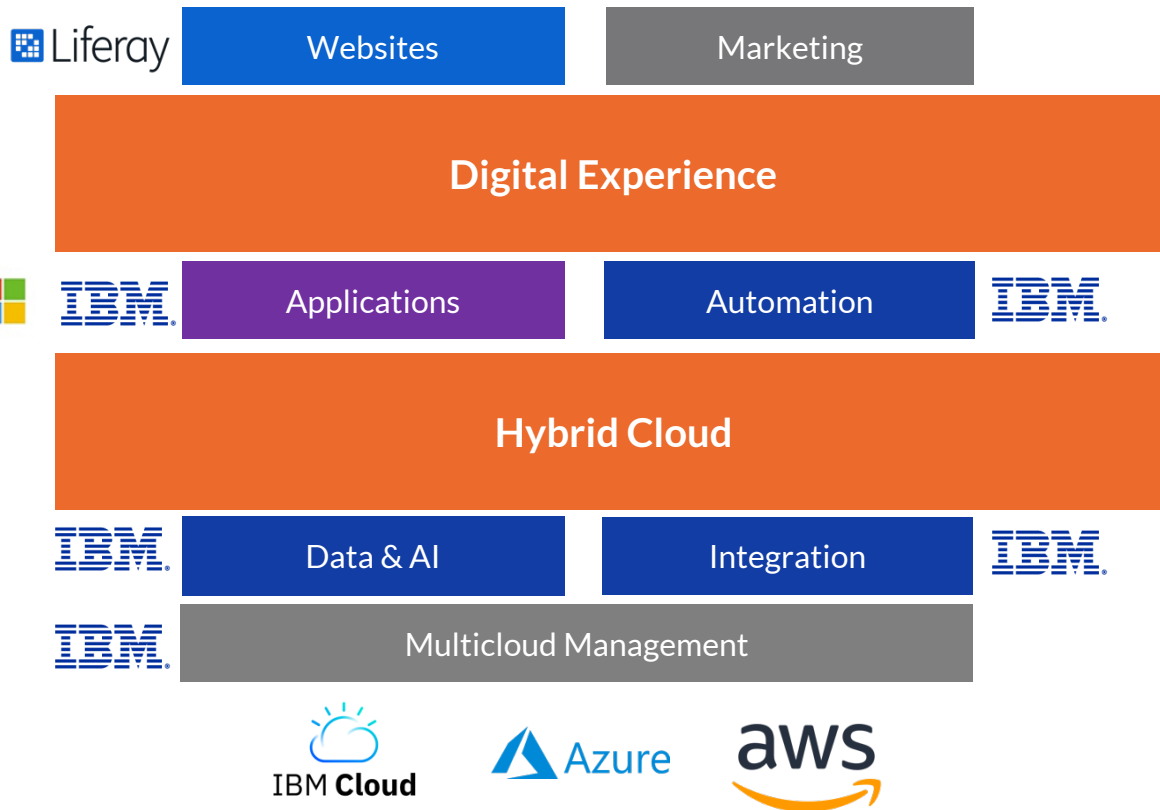 Liferay
Websites
Marketing
Digital Experience
IBM.
Applications
Automation
IBM.
Hybrid Cloud
IBM.
Data & AI
Integration
IBM.
IBM.
Multicloud Management
IBM Cloud
Azure
aws